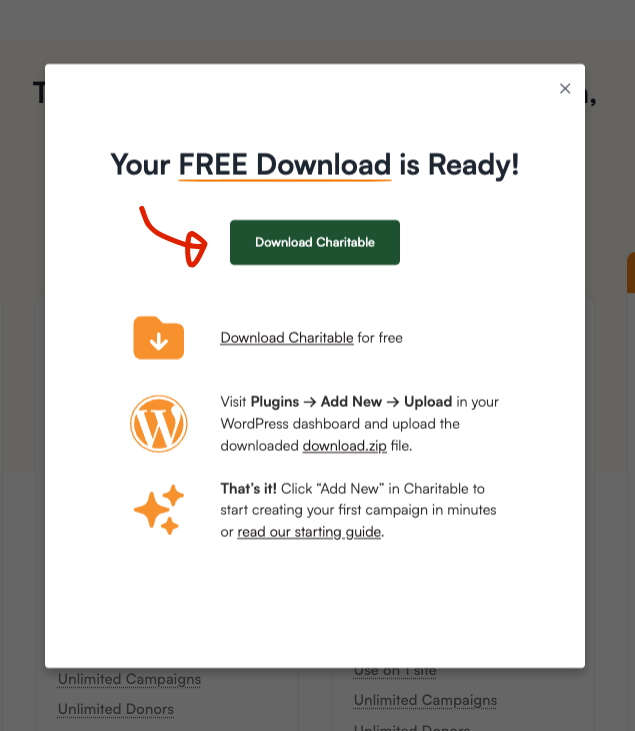 Your FREE Download is Ready!
Download Charitable
Download Charitable for free
Visit Plugins → Add New → Upload in your
WordPress dashboard and upload the
downloaded download.zip file.
That's it! Click “Add New” in Charitable to
start creating your first campaign in minutes
or read our starting guide.
Use on 1 site
Unlimited Campaigns
Unlimited Campaigns
Unlimited Donors
Unlimited Donors